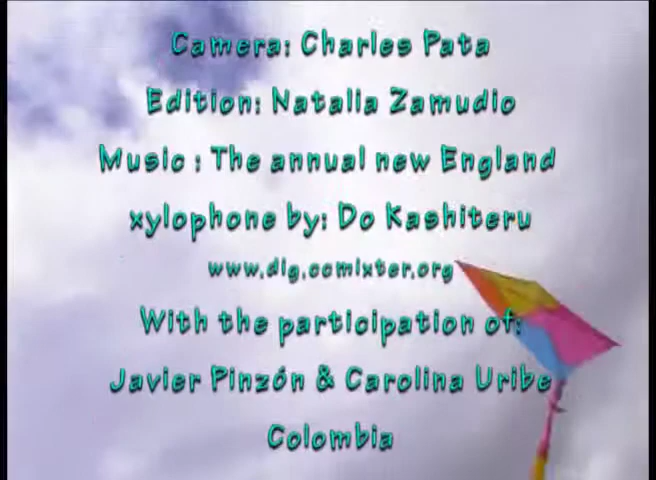 Camera: Charles Pata
Edition: Natalia Zamudio
Music : The annual new England
xylophone by: Do Kashiteru
www.dig.ccmixter.org
With the participation of:
Javier Pinzón & Carolina Uribe
Colombia